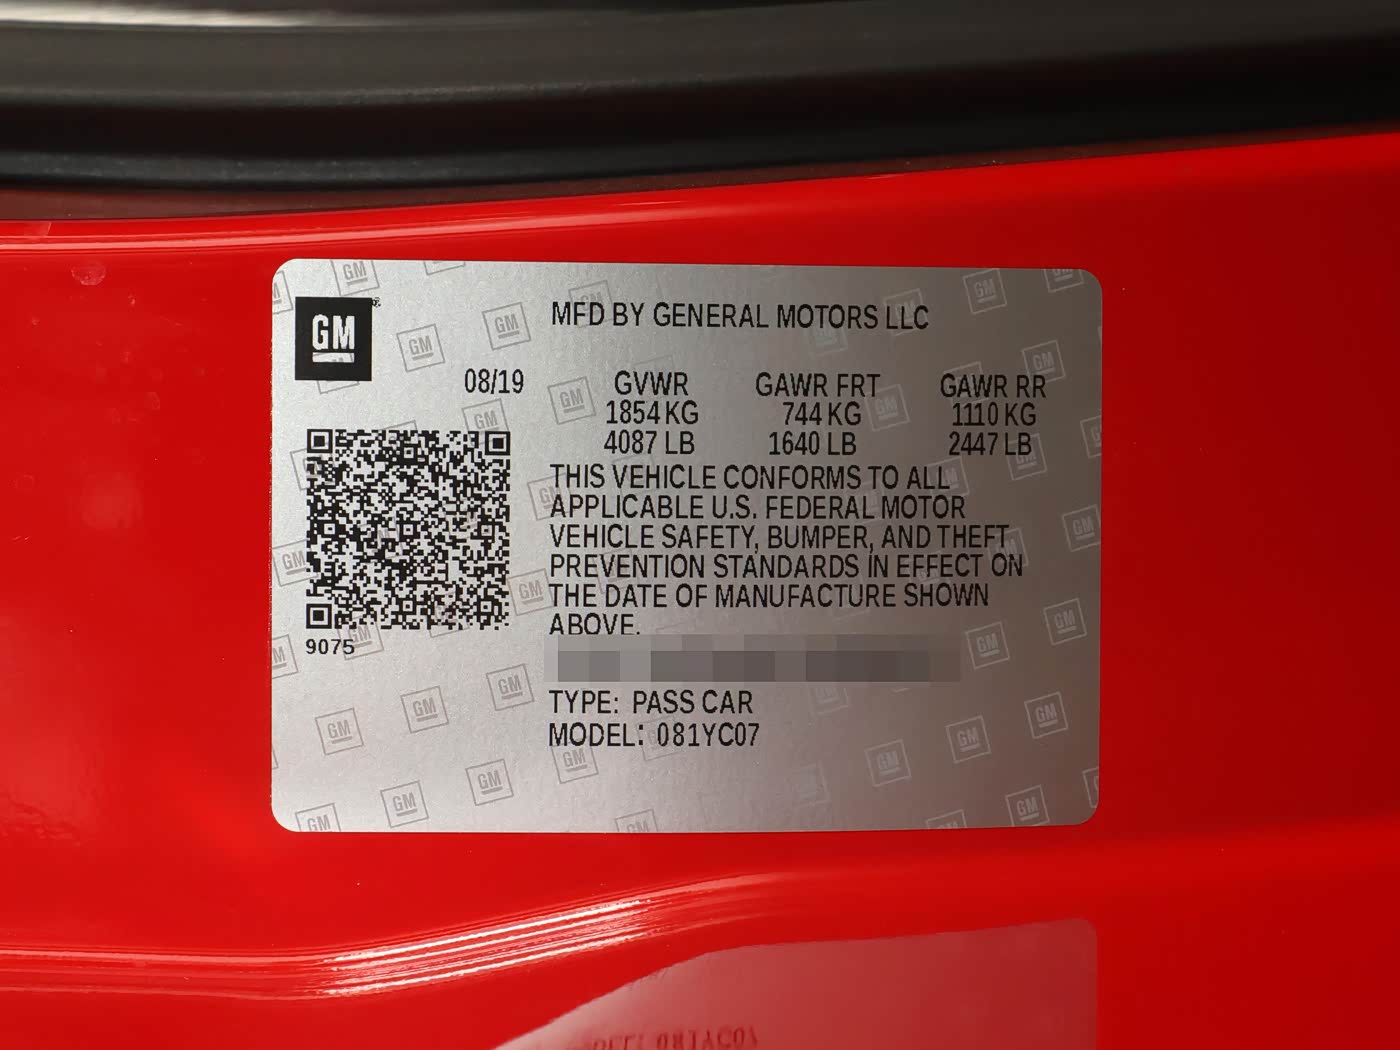 GM
MFD BY GENERAL MOTORS LLC
08/19
GVWR GAWR FRT GAWR RR
1854 KG 744 KG 1110 KG
4087 LB 1640 LB 2447 LB
THIS VEHICLE CONFORMS TO ALL
APPLICABLE U.S. FEDERAL MOTOR
VEHICLE SAFETY, BUMPER, AND THEFT
PREVENTION STANDARDS IN EFFECT ON
THE DATE OF MANUFACTURE SHOWN
ABOVE.
9075
TYPE: PASS CAR
MODEL: 081YC07